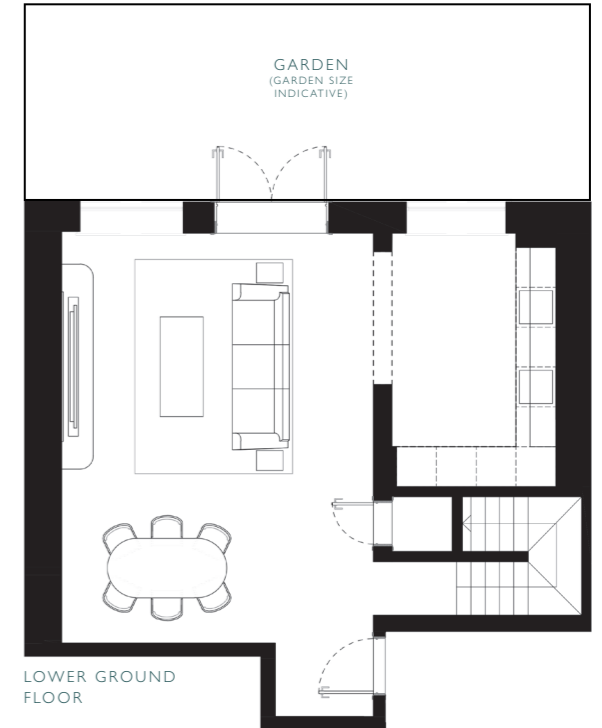 GARDEN
(GARDEN SIZE
INDICATIVE)
LOWER GROUND
FLOOR